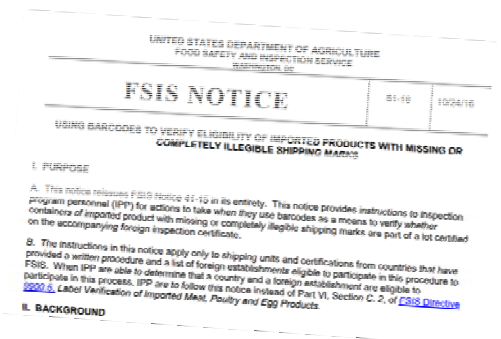 UNITED STATES DEPARTMENT OF AGRICULTURE
FOOD SAFETY AND INSPECTION SERVICE
WASHINGTON, DC
FSIS NOTICE
10/24/16
USING BARCODES TO VERIFY ELIGIBILITY OF IMPORTED PRODUCTS WITH MISSING OR
COMPLETELY ILLEGIBLE SHIPPING MARKS
I. PURPOSE
A. This notice reissues FSIS Notice 41-15 in its entirety. This notice provides instructions to inspection
program personnel (IPP) for actions to take when they use barcodes as a means to verify whether
containers of imported product with missing or completely illegible shipping marks are part of a lot certified
on the accompanying foreign inspection certificate.
B. The instructions in this notice apply only to shipping units and certifications from countries that have
provided a written procedure and a list of foreign establishments eligible to participate in this procedure to
FSIS. When IPP are able to determine that a country and a foreign establishment are eligible to
participate in this process, IPP are to follow this notice instead of Part VI, Section C. 2, of FSIS Directive
9900.5, Label Verification of Imported Meat, Poultry and Egg Products.
II. BACKGROUND